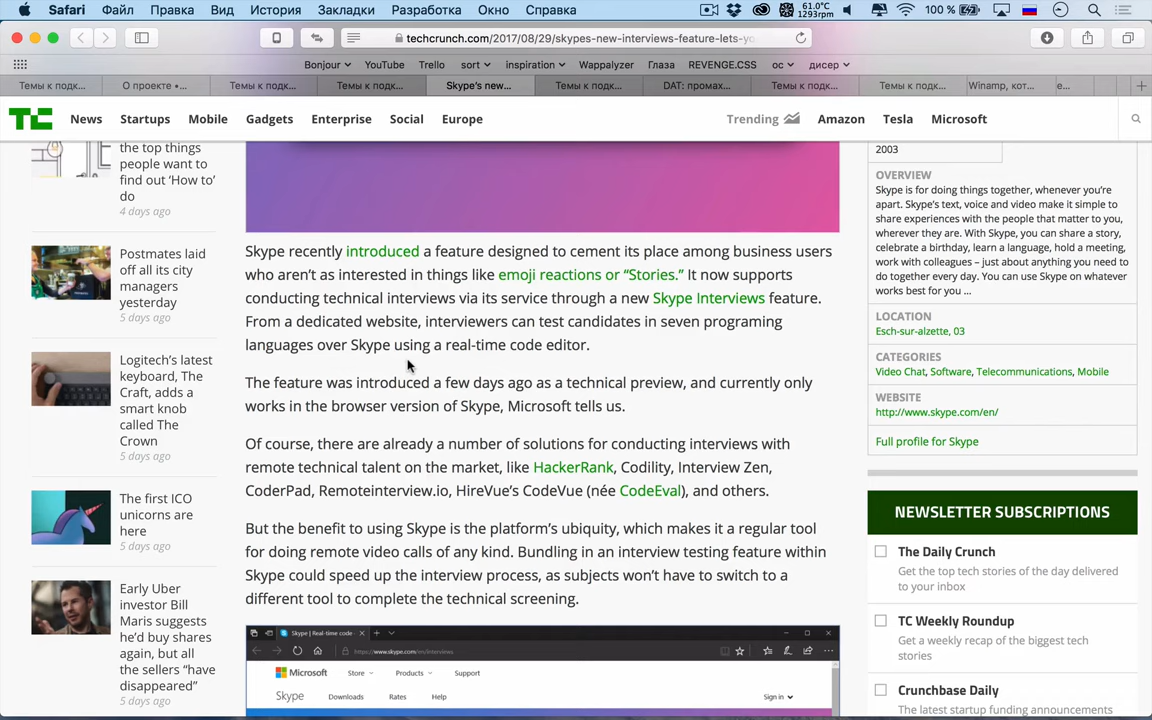 Safari Файл Правка Вид История Закладки Разработка Окно Справка
61.0°C
1293rpm
100 %
techcrunch.com/2017/08/29/skypes-new-interviews-feature-lets-yo
Bonjour YouTube Trello sort inspiration Wappalyzer Глаза REVENGE.CSS ос дисер
Темы к подк...
О проекте •...
Темы к подк...
Темы к подк...
Skype's new...
Темы к подк...
DAT: промах...
Темы к подк...
Темы к подк...
Winamp, кот...
е...
TC News Startups Mobile Gadgets Enterprise Social Europe Trending Amazon Tesla Microsoft
the top things
people want to
find out 'How to'
do
4 days ago
Postmates laid
off all its city
managers
yesterday
5 days ago
Logitech's latest
keyboard, The
Craft, adds a
smart knob
called The
Crown
5 days ago
The first ICO
unicorns are
here
5 days ago
Early Uber
investor Bill
Maris suggests
he'd buy shares
again, but all
the sellers "have
disappeared"
5 days ago
Skype recently introduced a feature designed to cement its place among business users
who aren't as interested in things like emoji reactions or "Stories." It now supports
conducting technical interviews via its service through a new Skype Interviews feature.
From a dedicated website, interviewers can test candidates in seven programing
languages over Skype using a real-time code editor.
The feature was introduced a few days ago as a technical preview, and currently only
works in the browser version of Skype, Microsoft tells us.
Of course, there are already a number of solutions for conducting interviews with
remote technical talent on the market, like HackerRank, Codility, Interview Zen,
CoderPad, Remoteinterview.io, HireVue's CodeVue (née CodeEval), and others.
But the benefit to using Skype is the platform's ubiquity, which makes it a regular tool
for doing remote video calls of any kind. Bundling in an interview testing feature within
Skype could speed up the interview process, as subjects won't have to switch to a
different tool to complete the technical screening.
Skype | Real-time code
https://www.skype.com/en/interviews
Microsoft Store Products Support
Skype Downloads Rates Help Sign in
2003
OVERVIEW
Skype is for doing things together, whenever you're
apart. Skype's text, voice and video make it simple to
share experiences with the people that matter to you,
wherever they are. With Skype, you can share a story,
celebrate a birthday, learn a language, hold a meeting,
work with colleagues – just about anything you need to
do together every day. You can use Skype on whatever
works best for you ...
LOCATION
Esch-sur-alzette, 03
CATEGORIES
Video Chat, Software, Telecommunications, Mobile
WEBSITE
http://www.skype.com/en/
Full profile for Skype
NEWSLETTER SUBSCRIPTIONS
The Daily Crunch
Get the top tech stories of the day delivered
to your inbox
TC Weekly Roundup
Get a weekly recap of the biggest tech
stories
Crunchbase Daily
The latest startup funding announcements